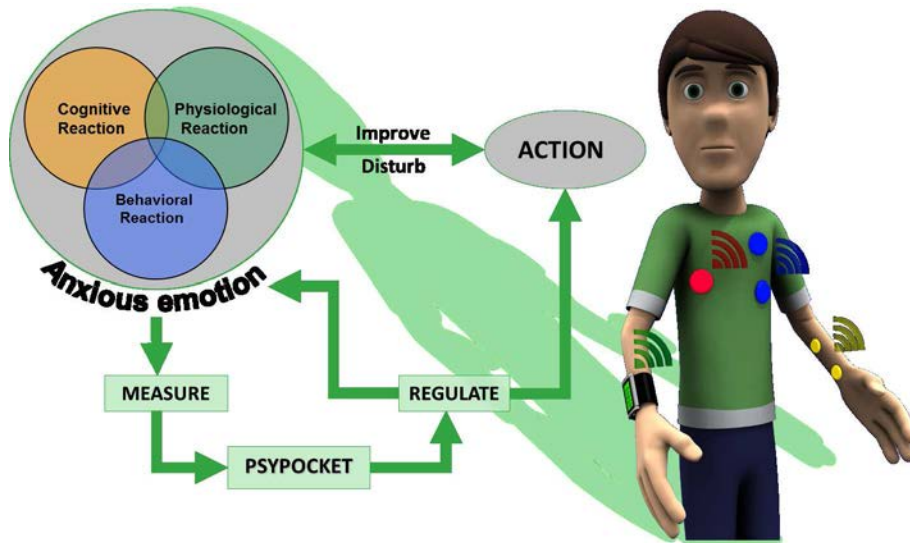 Cognitive
Reaction
Physiological
Reaction
Behavioral
Reaction
Anxious emotion
Improve
Disturb
ACTION
MEASURE
REGULATE
PSYPOCKET